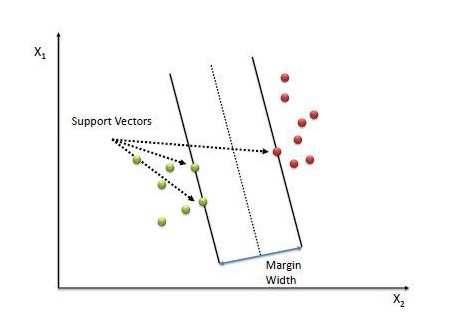 X1
Support Vectors
Margin
Width
X2